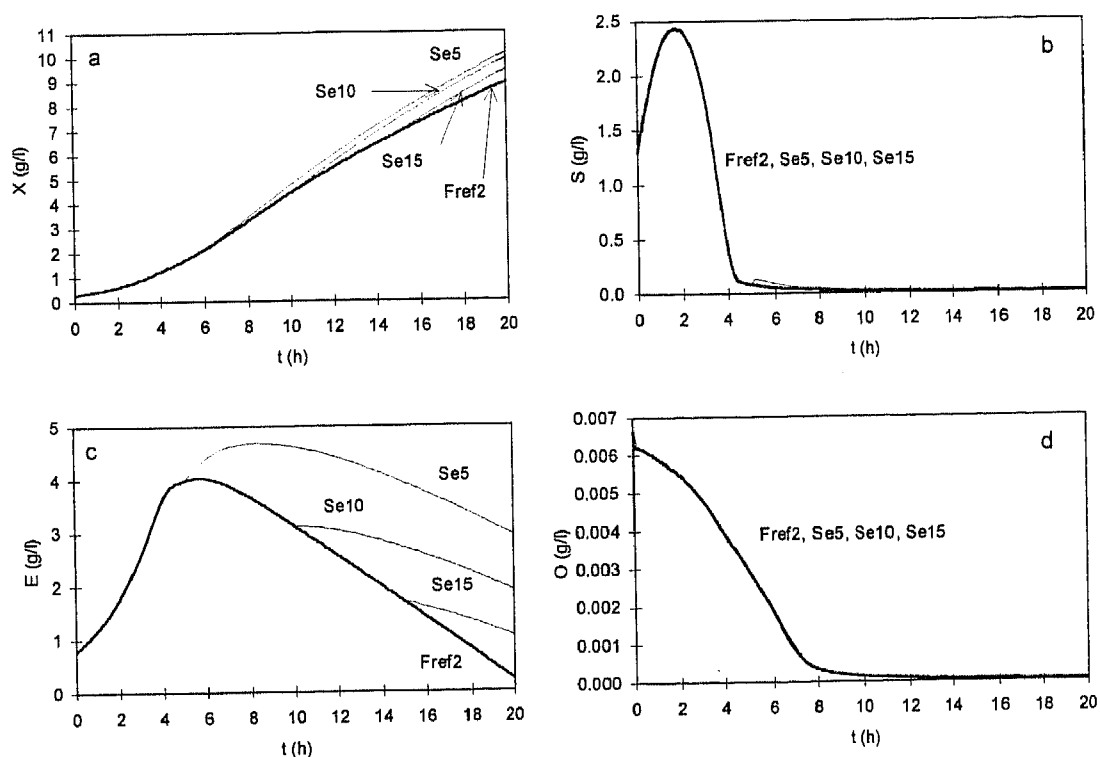 a
X (g/l)
11
10
9
8
7
6
5
4
3
2
1
0
Se5
Se10
Se15
Fref2
0 2 4 6 8 10 12 14 16 18 20
t (h)
b
S (g/l)
2.5
2.0
1.5
1.0
0.5
0.0
Fref2, Se5, Se10, Se15
0 2 4 6 8 10 12 14 16 18 20
t (h)
c
E (g/l)
5
4
3
2
1
0
Se5
Se10
Se15
Fref2
0 2 4 6 8 10 12 14 16 18 20
t (h)
d
O (g/l)
0.007
0.006
0.005
0.004
0.003
0.002
0.001
0.000
Fref2, Se5, Se10, Se15
0 2 4 6 8 10 12 14 16 18 20
t (h)